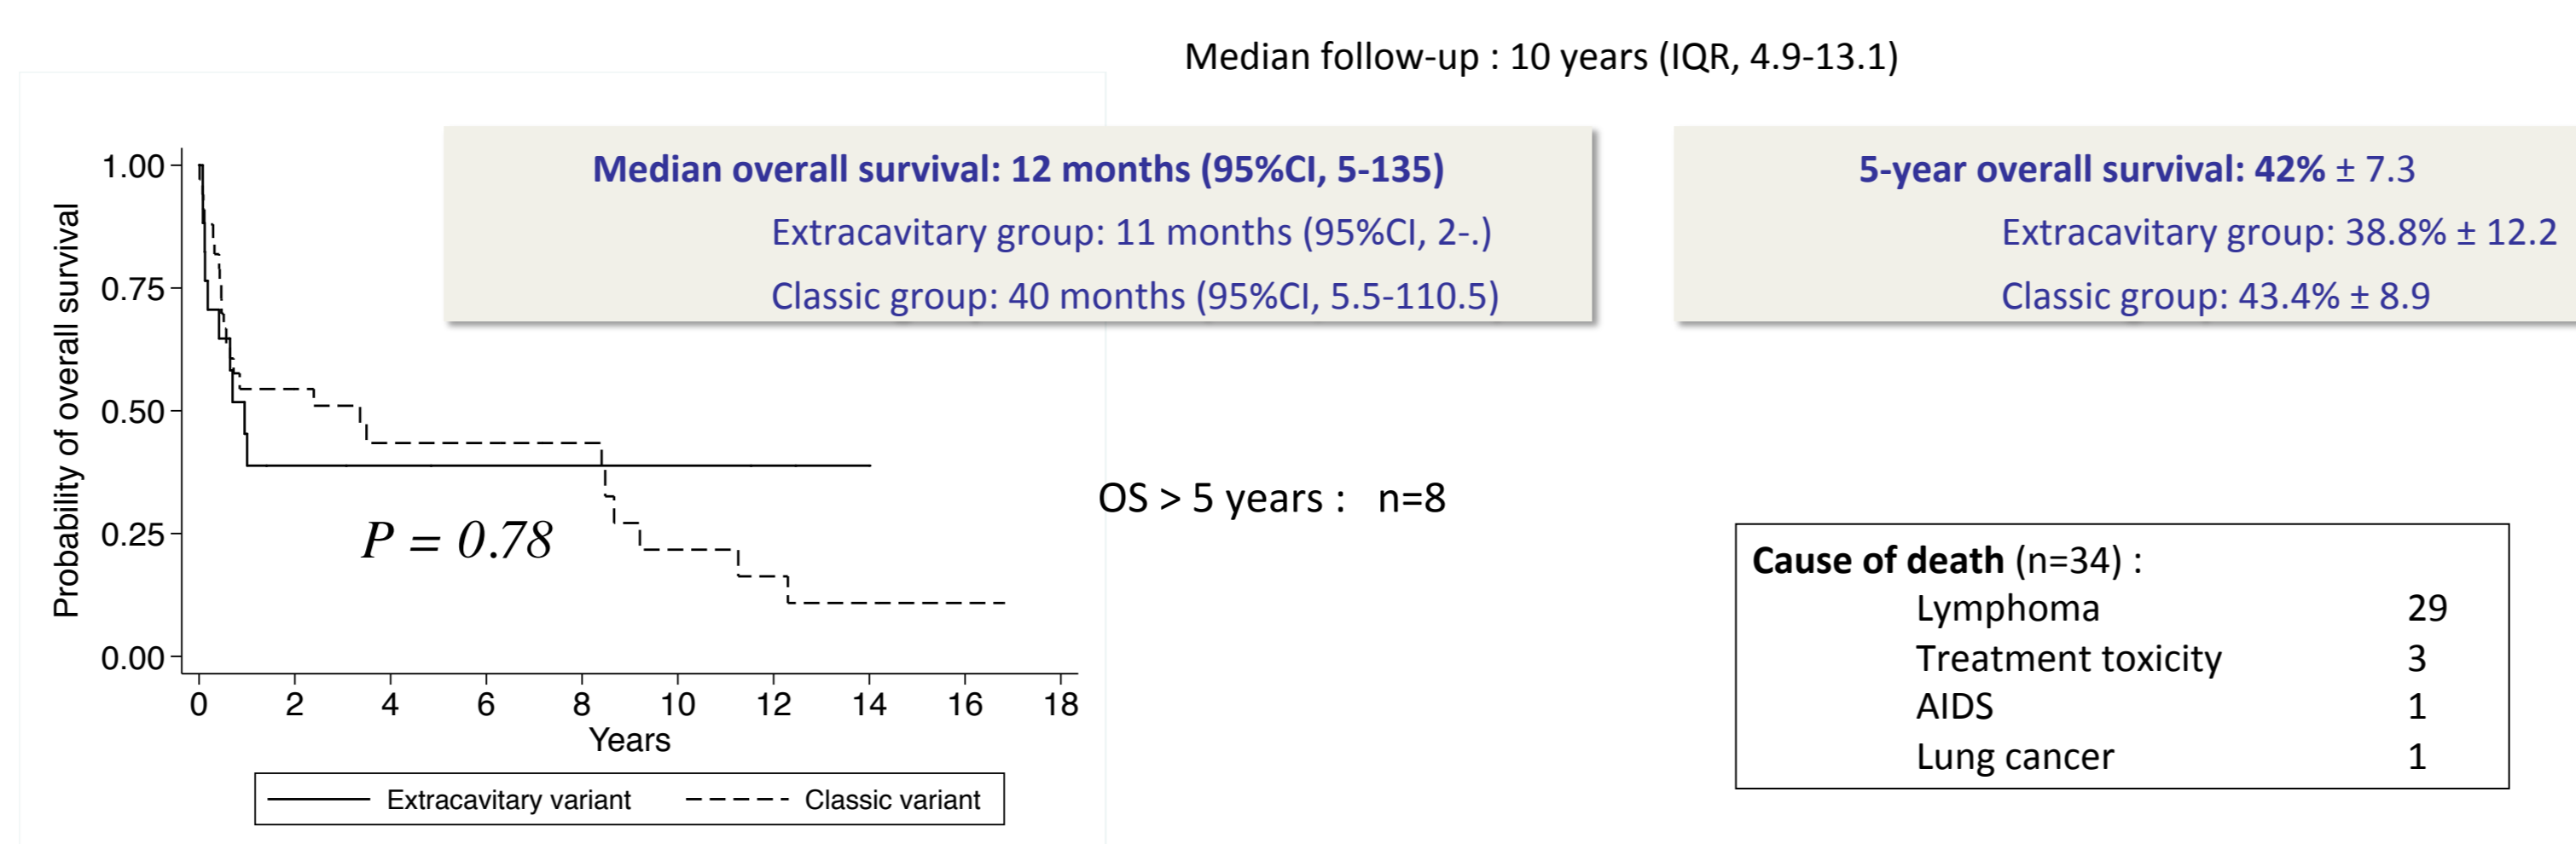 Median follow-up : 10 years (IQR, 4.9-13.1)
Median overall survival: 12 months (95%CI, 5-135)
Extracavitary group: 11 months (95%CI, 2-.)
Classic group: 40 months (95%CI, 5.5-110.5)
5-year overall survival: 42% ± 7.3
Extracavitary group: 38.8% ± 12.2
Classic group: 43.4% ± 8.9
Probability of overall survival
1.00
0.75
0.50
0.25
0.00
P = 0.78
0 2 4 6 8 10 12 14 16 18
Years
Extracavitary variant Classic variant
OS > 5 years : n=8
Cause of death (n=34) :
Lymphoma 29
Treatment toxicity 3
AIDS 1
Lung cancer 1